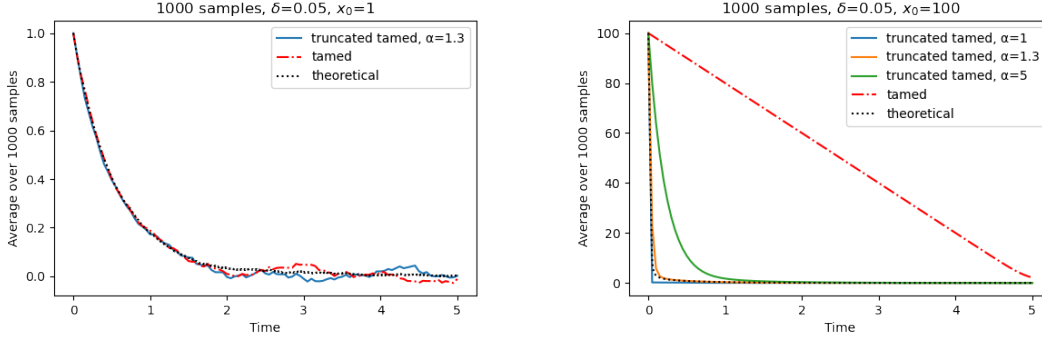 1000 samples, δ=0.05, x₀=1
1.0
0.8
0.6
0.4
0.2
0.0
Average over 1000 samples
0 1 2 3 4 5
Time
truncated tamed, α=1.3
tamed
theoretical
1000 samples, δ=0.05, x₀=100
100
80
60
40
20
0
Average over 1000 samples
0 1 2 3 4 5
Time
truncated tamed, α=1
truncated tamed, α=1.3
truncated tamed, α=5
tamed
theoretical